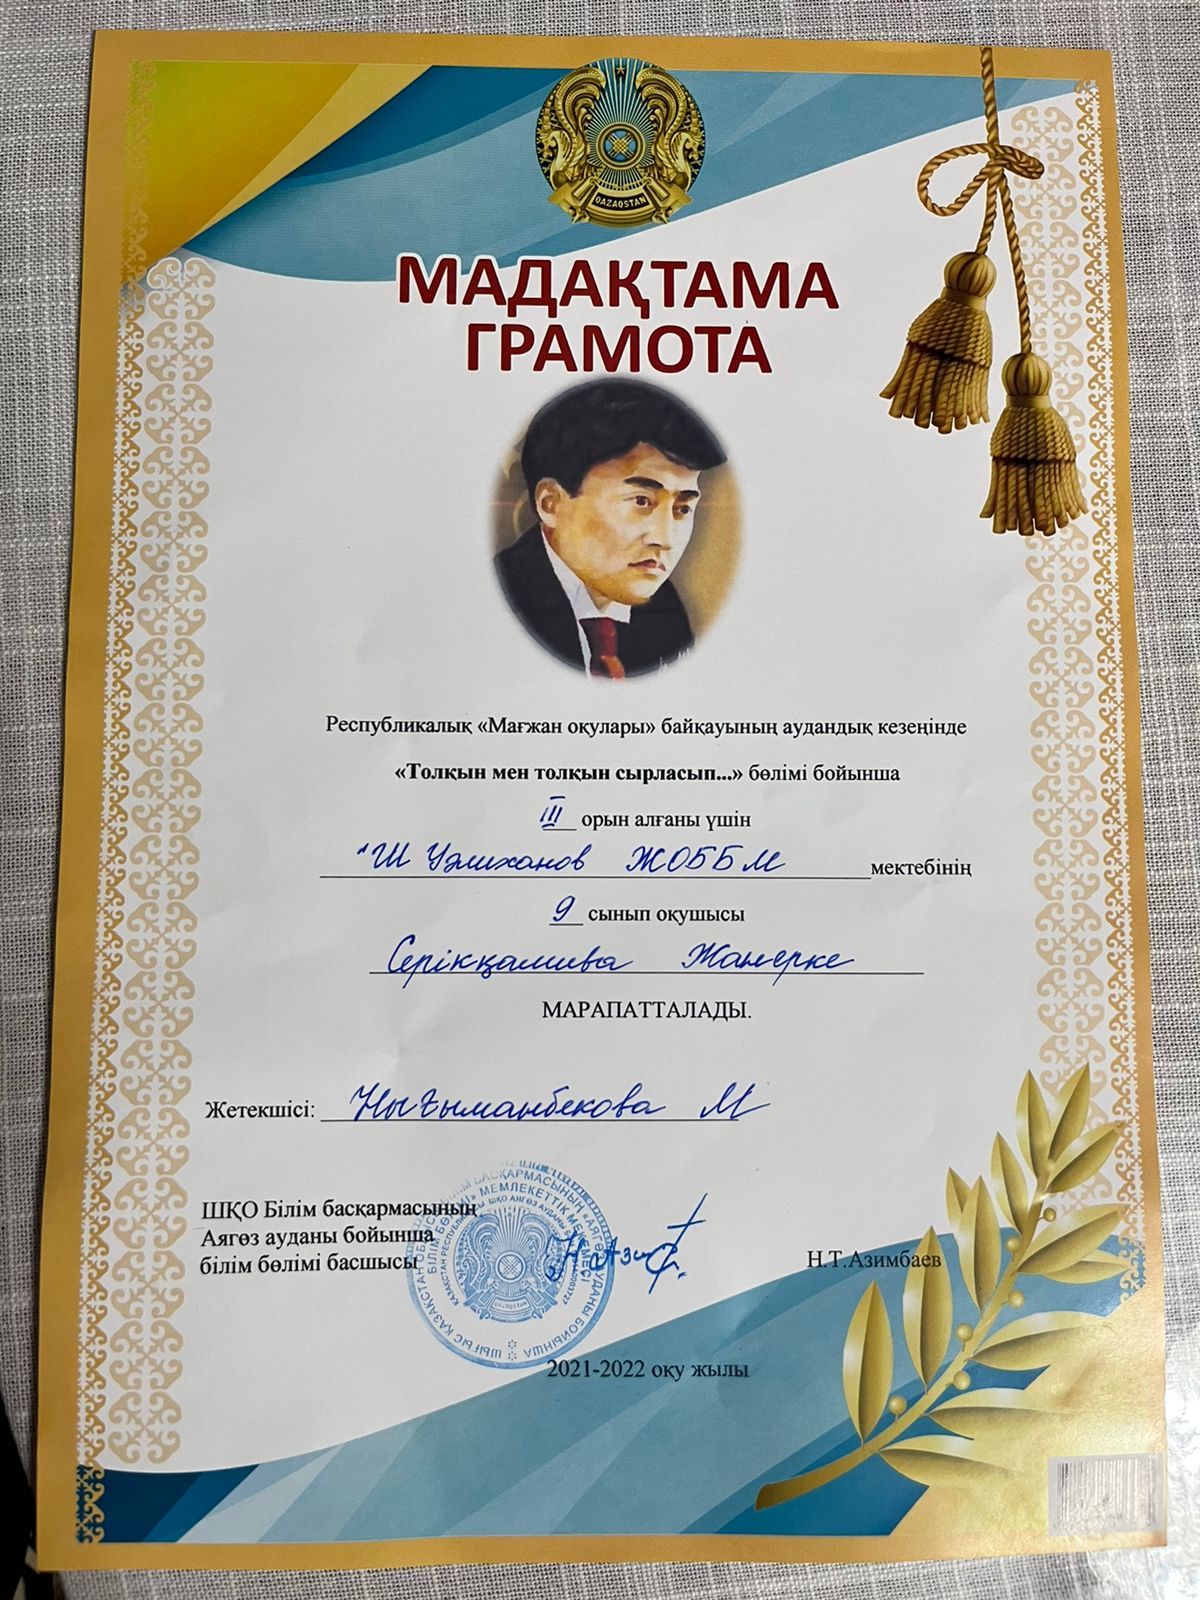 QAZAQSTAN
МАДАҚТАМА
ГРАМОТА
Республикалық «Мағжан оқулары» байқауының аудандық кезеңінде
«Толқын мен толқын сырласып...» бөлімі бойынша
III орын алғаны үшін
"Ш Уәлиханов ЖОББМ мектебінің
9 сынып оқушысы
Серікқалива Жанерке
МАРАПАТТАЛАДЫ.
Жетекшісі: Нығыманбекова М
ШҚО Білім басқармасының
Аягөз ауданы бойынша
білім бөлімі басшысы
Н.Т.Азимбаев
2021-2022 оқу жылы